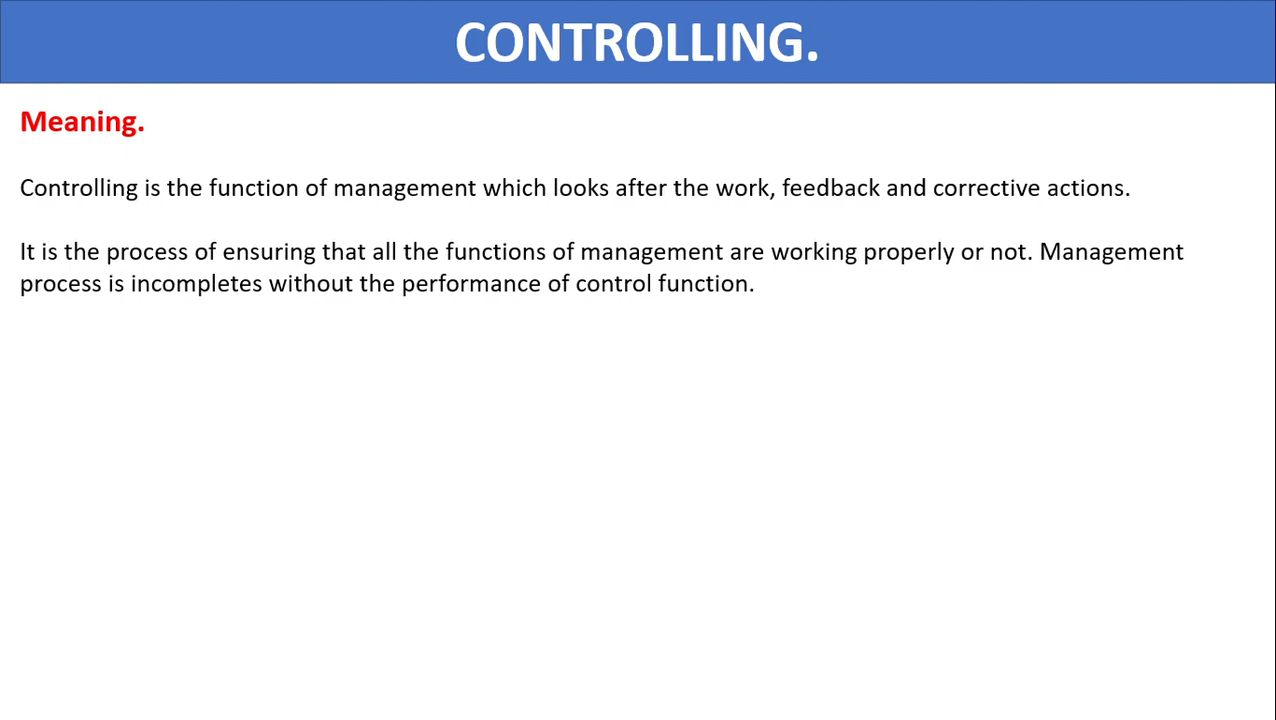 CONTROLLING.
Meaning.
Controlling is the function of management which looks after the work, feedback and corrective actions.
It is the process of ensuring that all the functions of management are working properly or not. Management
process is incompletes without the performance of control function.